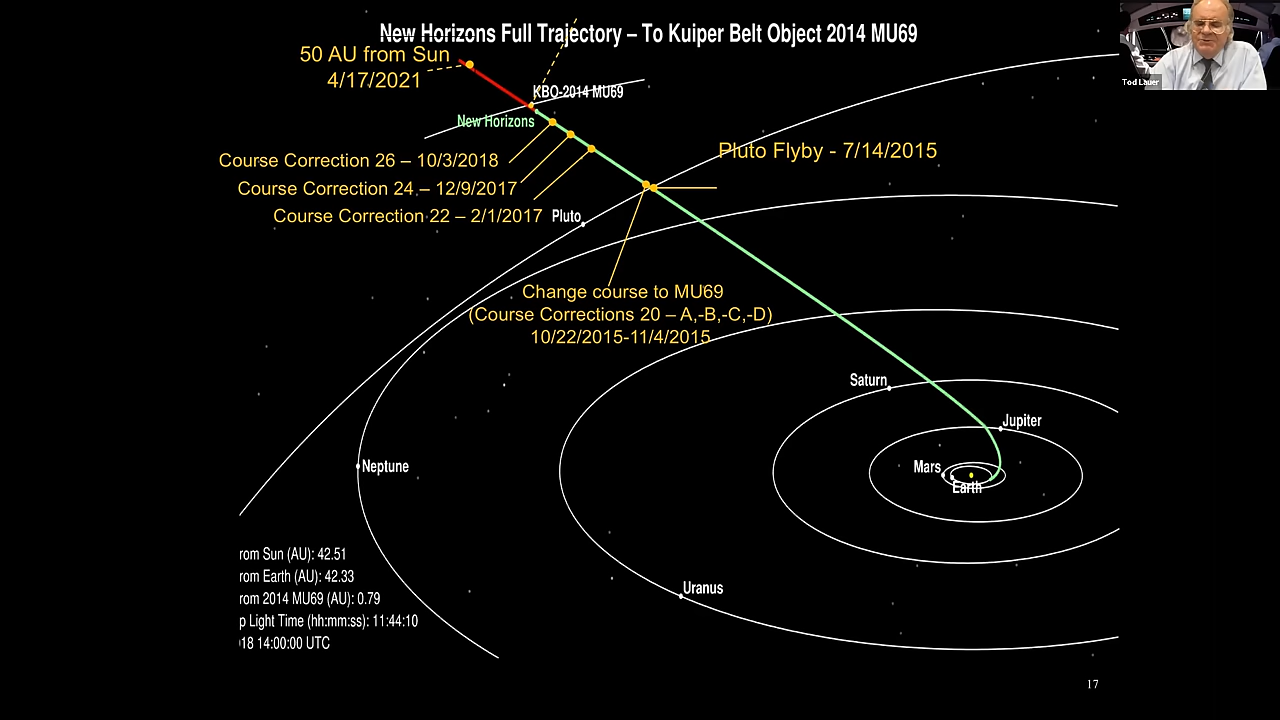 New Horizons Full Trajectory – To Kuiper Belt Object 2014 MU69
Tod Lauer
50 AU from Sun
4/17/2021
KBO-2014 MU69
New Horizons
Course Correction 26 – 10/3/2018
Pluto Flyby - 7/14/2015
Course Correction 24 – 12/9/2017
Course Correction 22 – 2/1/2017
Pluto
Change course to MU69
(Course Corrections 20 – A,-B,-C,-D)
10/22/2015-11/4/2015
Saturn
Jupiter
Mars
Earth
Neptune
Uranus
rom Sun (AU): 42.51
rom Earth (AU): 42.33
rom 2014 MU69 (AU): 0.79
p Light Time (hh:mm:ss): 11:44:10
18 14:00:00 UTC
17